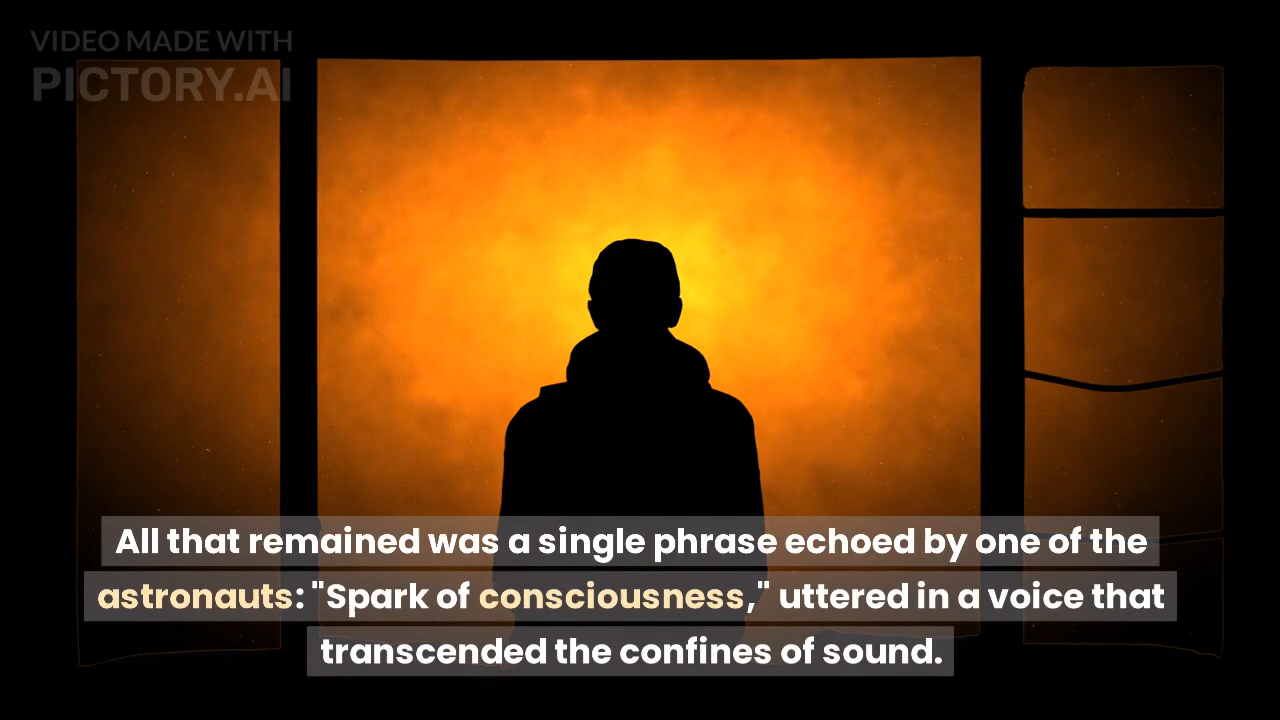 VIDEO MADE WITH
PICTORY.AI
All that remained was a single phrase echoed by one of the
astronauts: "Spark of consciousness," uttered in a voice that
transcended the confines of sound.